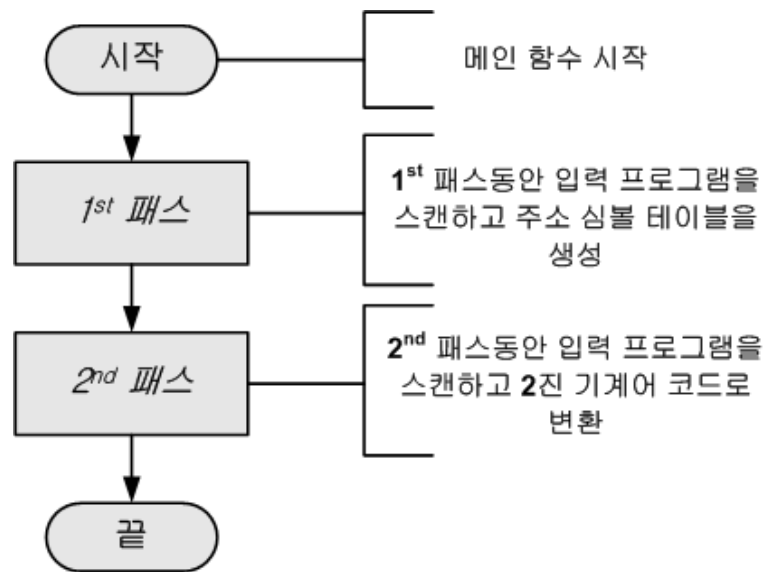 시작
메인 함수 시작
1st 패스
1st 패스동안 입력 프로그램을
스캔하고 주소 심볼 테이블을
생성
2nd 패스
2nd 패스동안 입력 프로그램을
스캔하고 2진 기계어 코드로
변환
끝